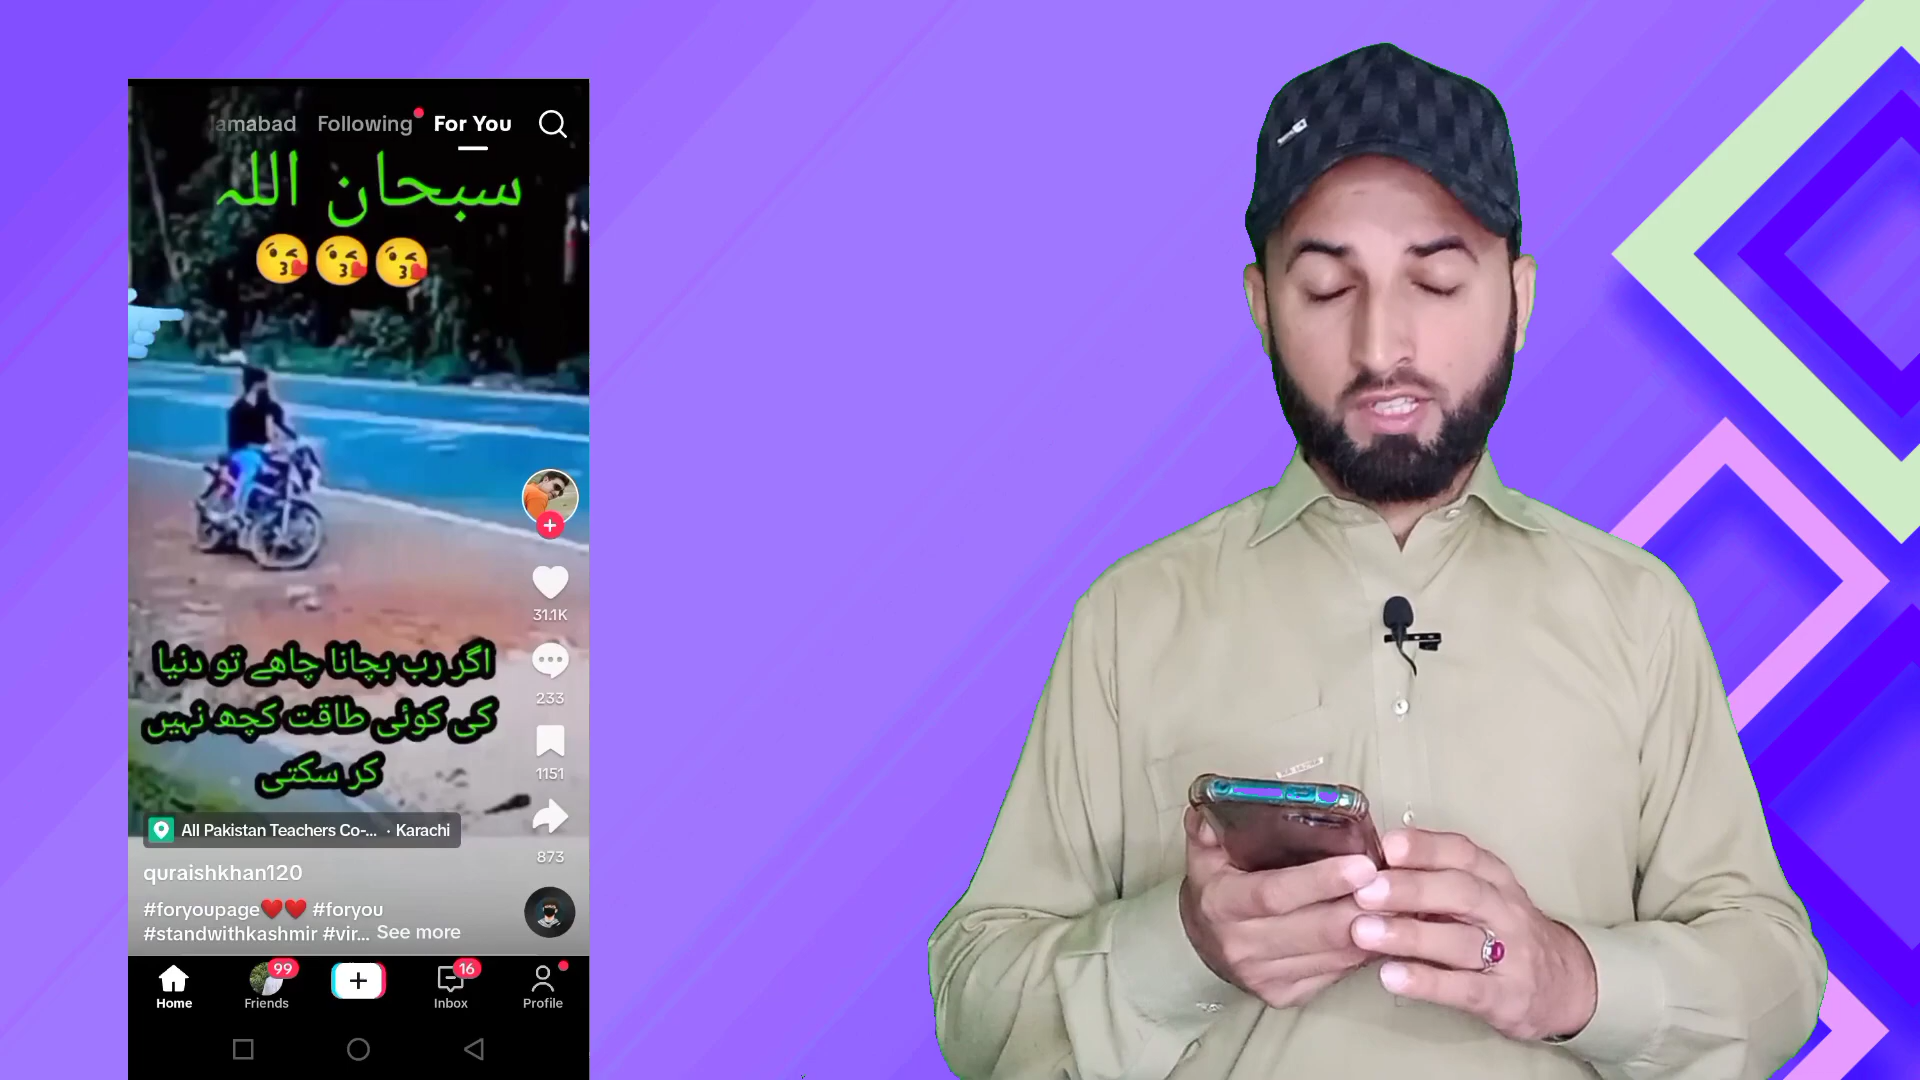 amabad Following For You
سبحان اللہ
31.1K
اگر رب بچانا چاھے تو دنیا
کی کوئی طاقت کچھ نہیں
کر سکتی
233
1151
873
All Pakistan Teachers Co-... · Karachi
quraishkhan120
#foryoupage❤️❤️ #foryou
#standwithkashmir #vir... See more
99
16
Home Friends Inbox Profile